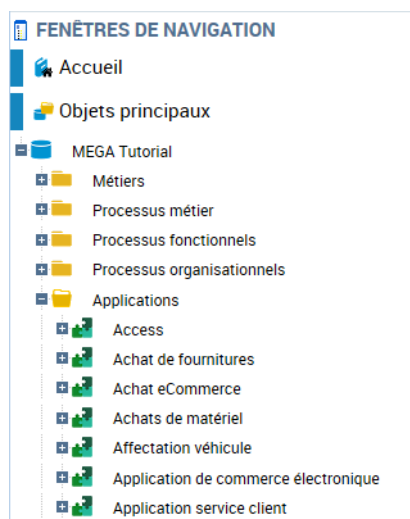 FENÊTRES DE NAVIGATION
Accueil
Objets principaux
MEGA Tutorial
Métiers
Processus métier
Processus fonctionnels
Processus organisationnels
Applications
Access
Achat de fournitures
Achat eCommerce
Achats de matériel
Affectation véhicule
Application de commerce électronique
Application service client